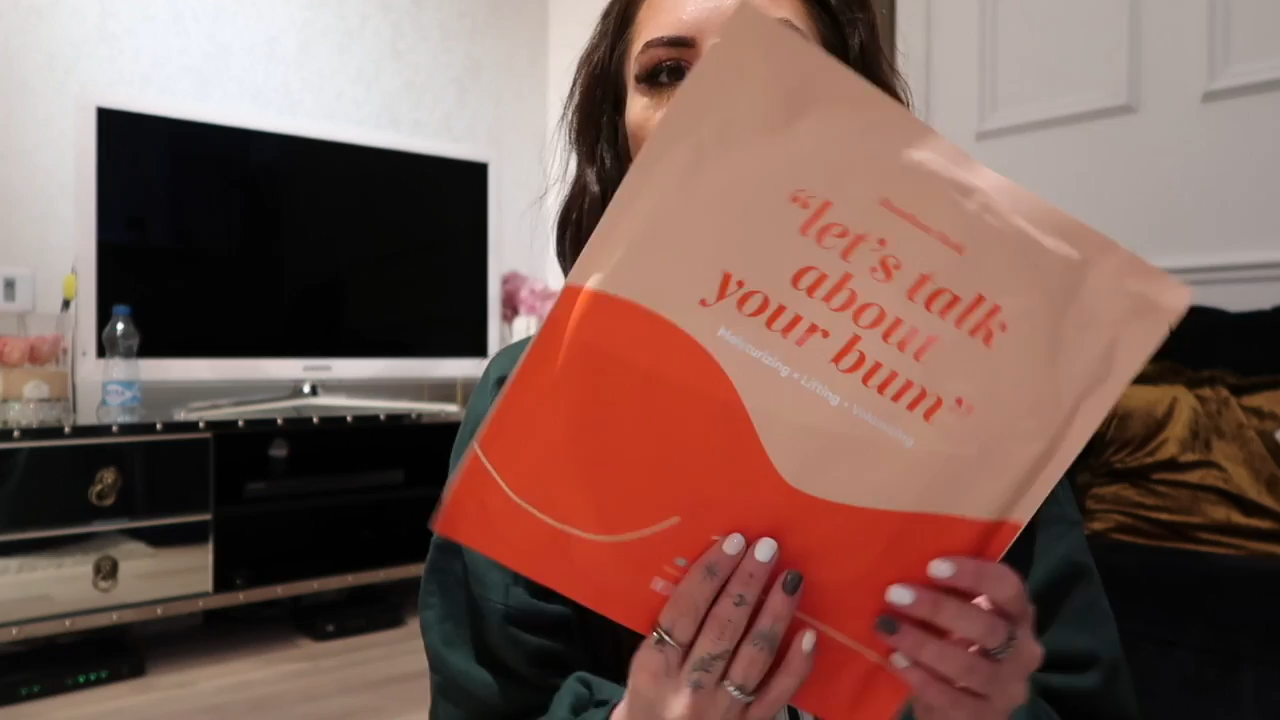 “let’s talk
about
your bum”
Moisturizing • Lifting • Volumizing